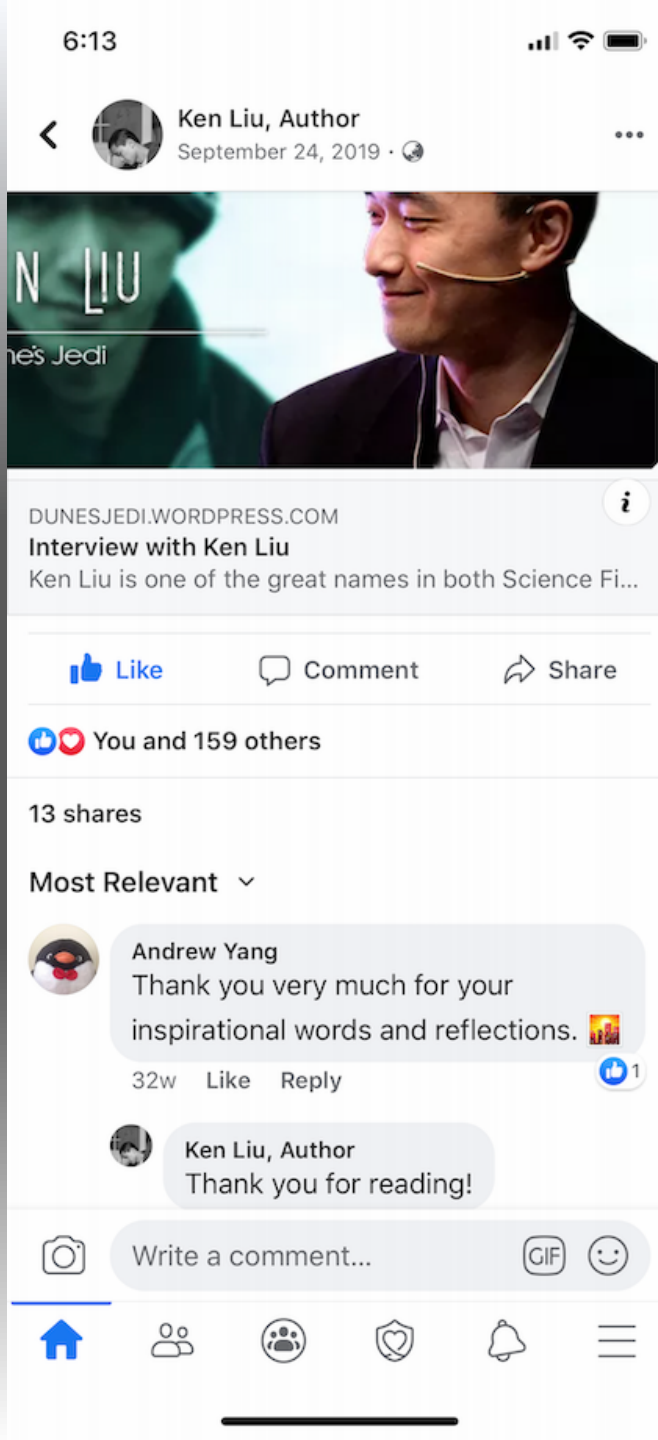 6:13
Ken Liu, Author
September 24, 2019 ·
N LIU
ne's Jedi
DUNESJEDI.WORDPRESS.COM
Interview with Ken Liu
Ken Liu is one of the great names in both Science Fi...
Like Comment Share
You and 159 others
13 shares
Most Relevant
Andrew Yang
Thank you very much for your
inspirational words and reflections.
32w Like Reply 1
Ken Liu, Author
Thank you for reading!
Write a comment... GIF